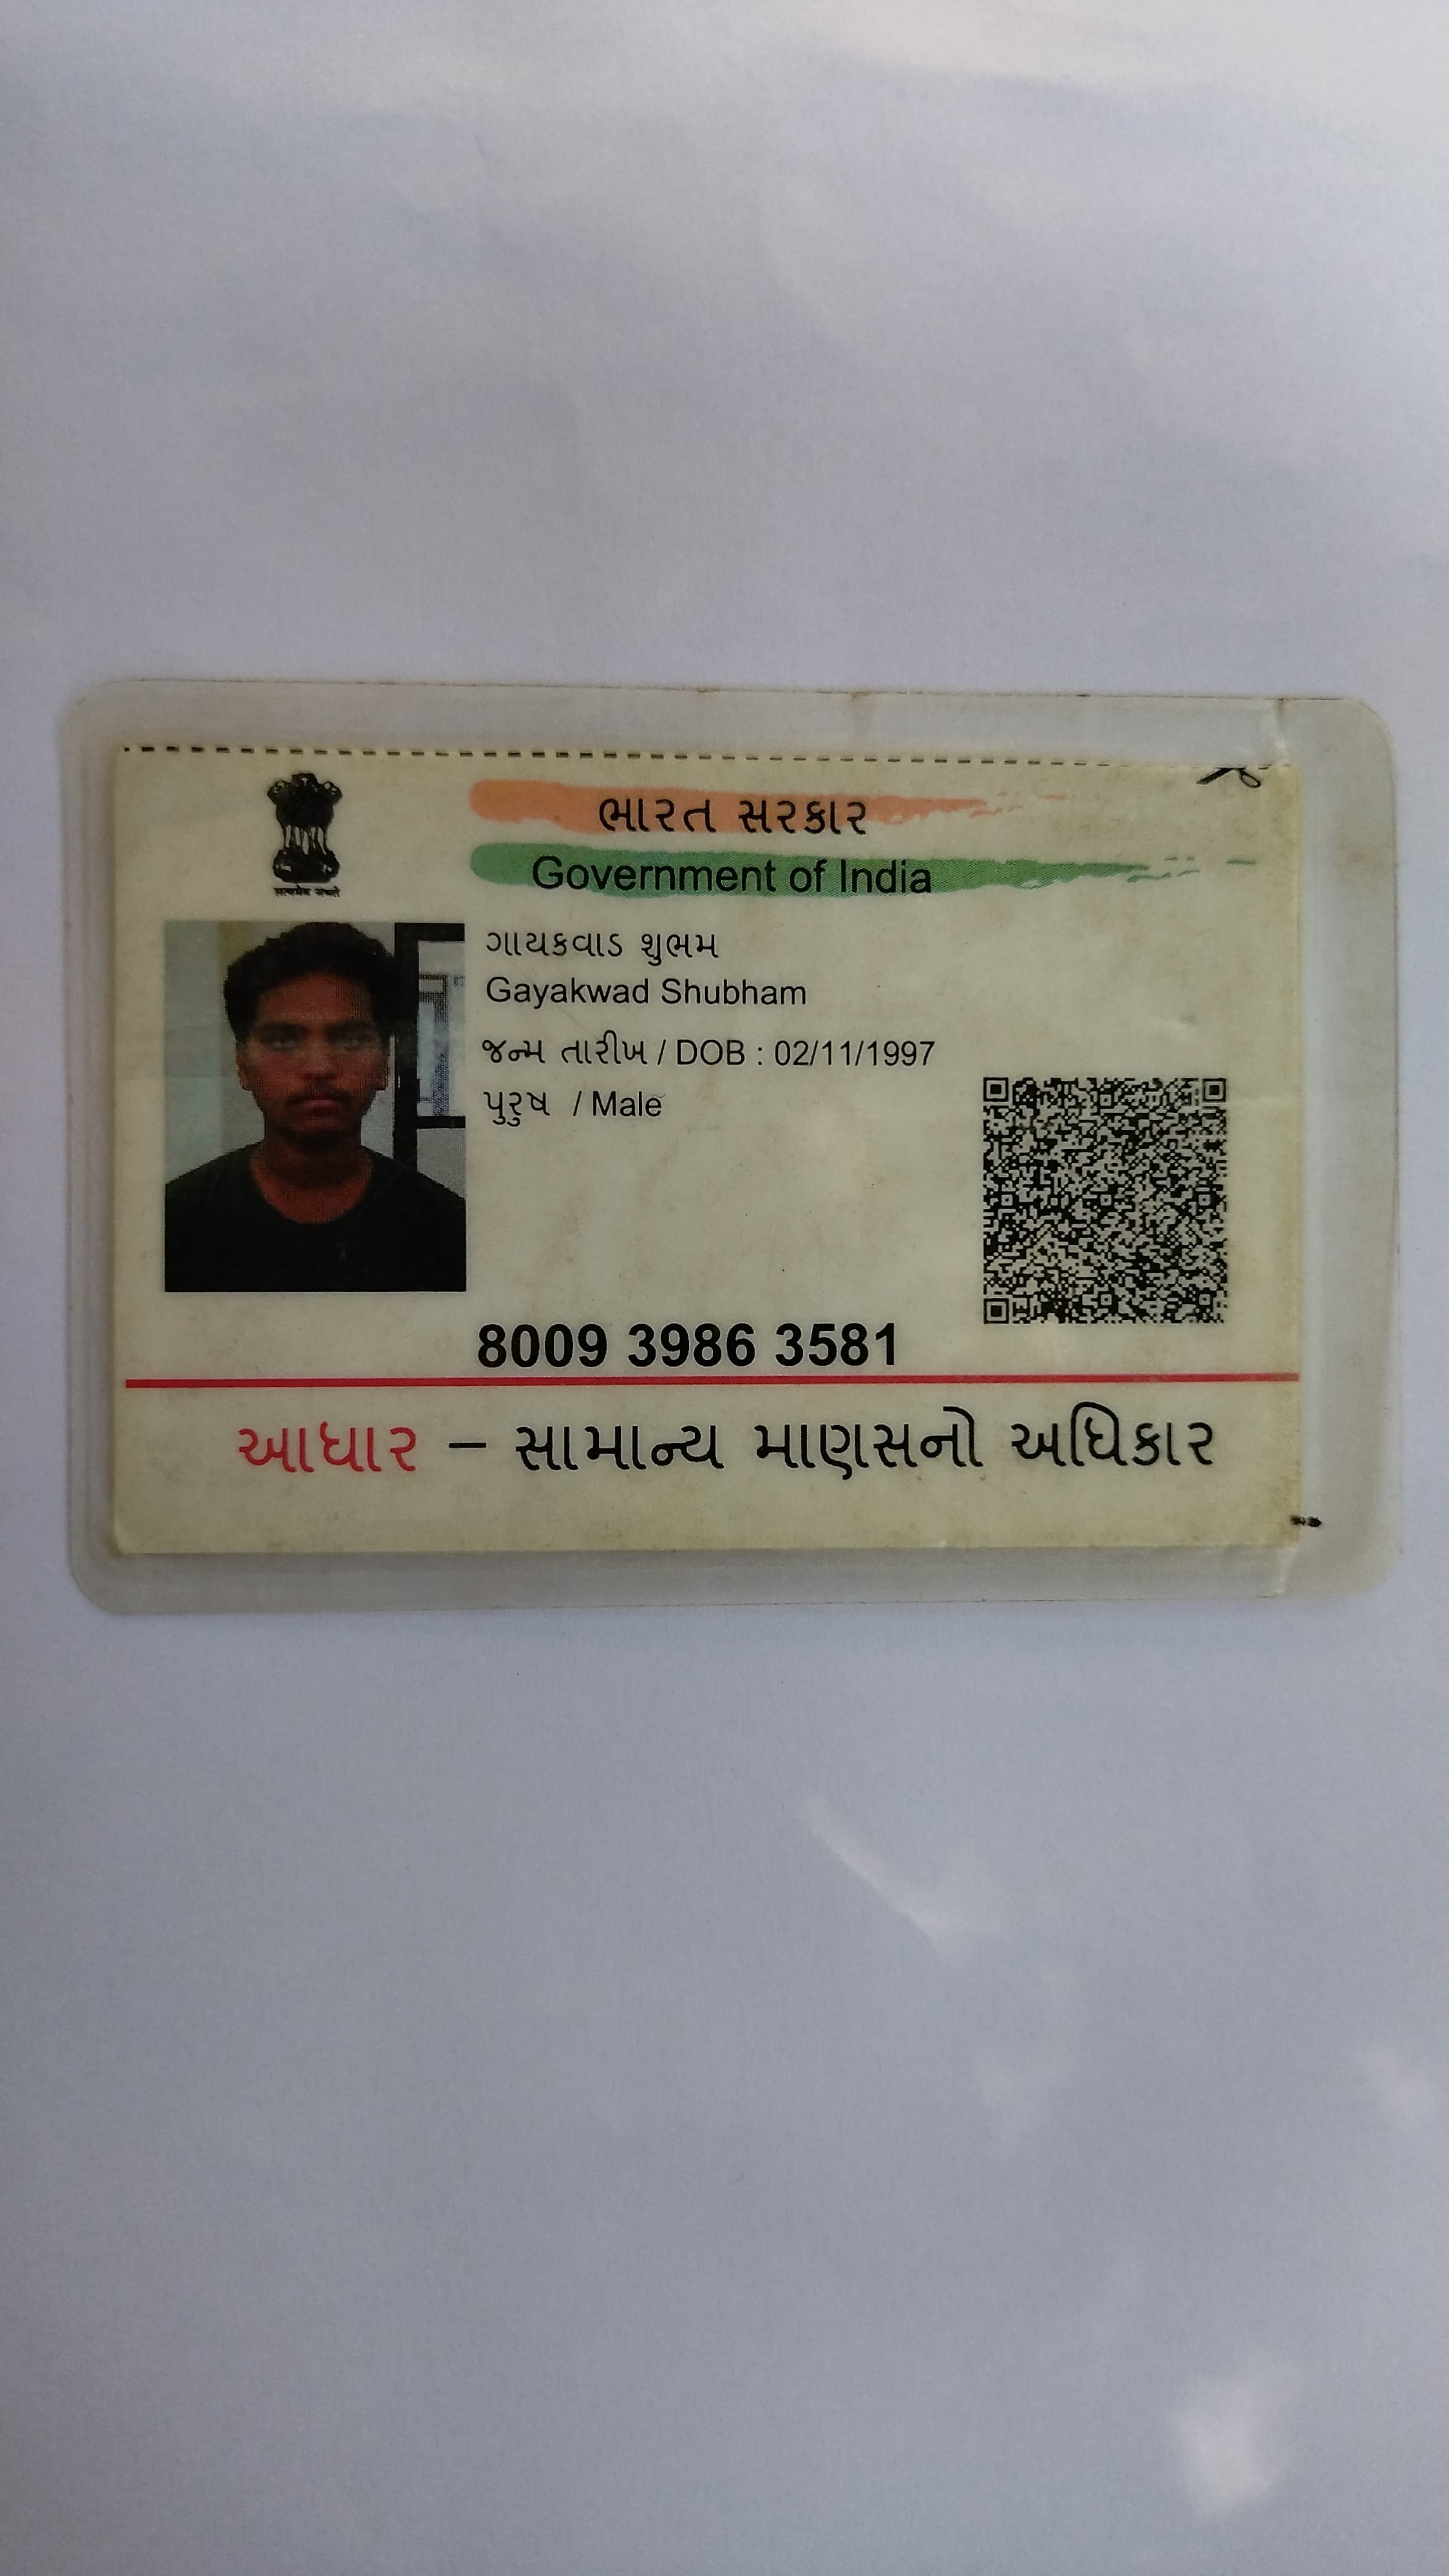 ભારત સરકાર
Government of India
ગાયકવાડ શુભમ
Gayakwad Shubham
જન્મ તારીખ / DOB : 02/11/1997
પુરુષ / Male
8009 3986 3581
આધાર – સામાન્ય માણસનો અધિકાર